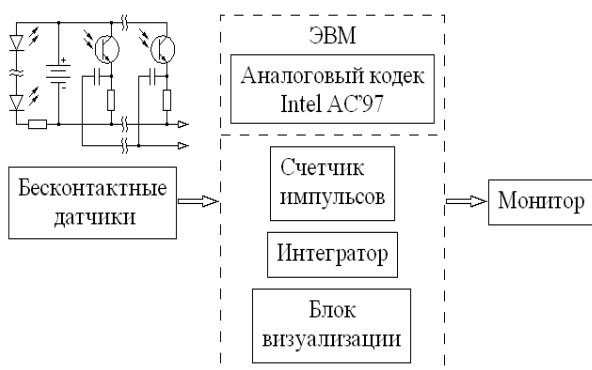 ЭВМ
Аналоговый кодек
Intel AC'97
Бесконтактные
датчики
Счетчик
импульсов
Интегратор
Блок
визуализации
Монитор